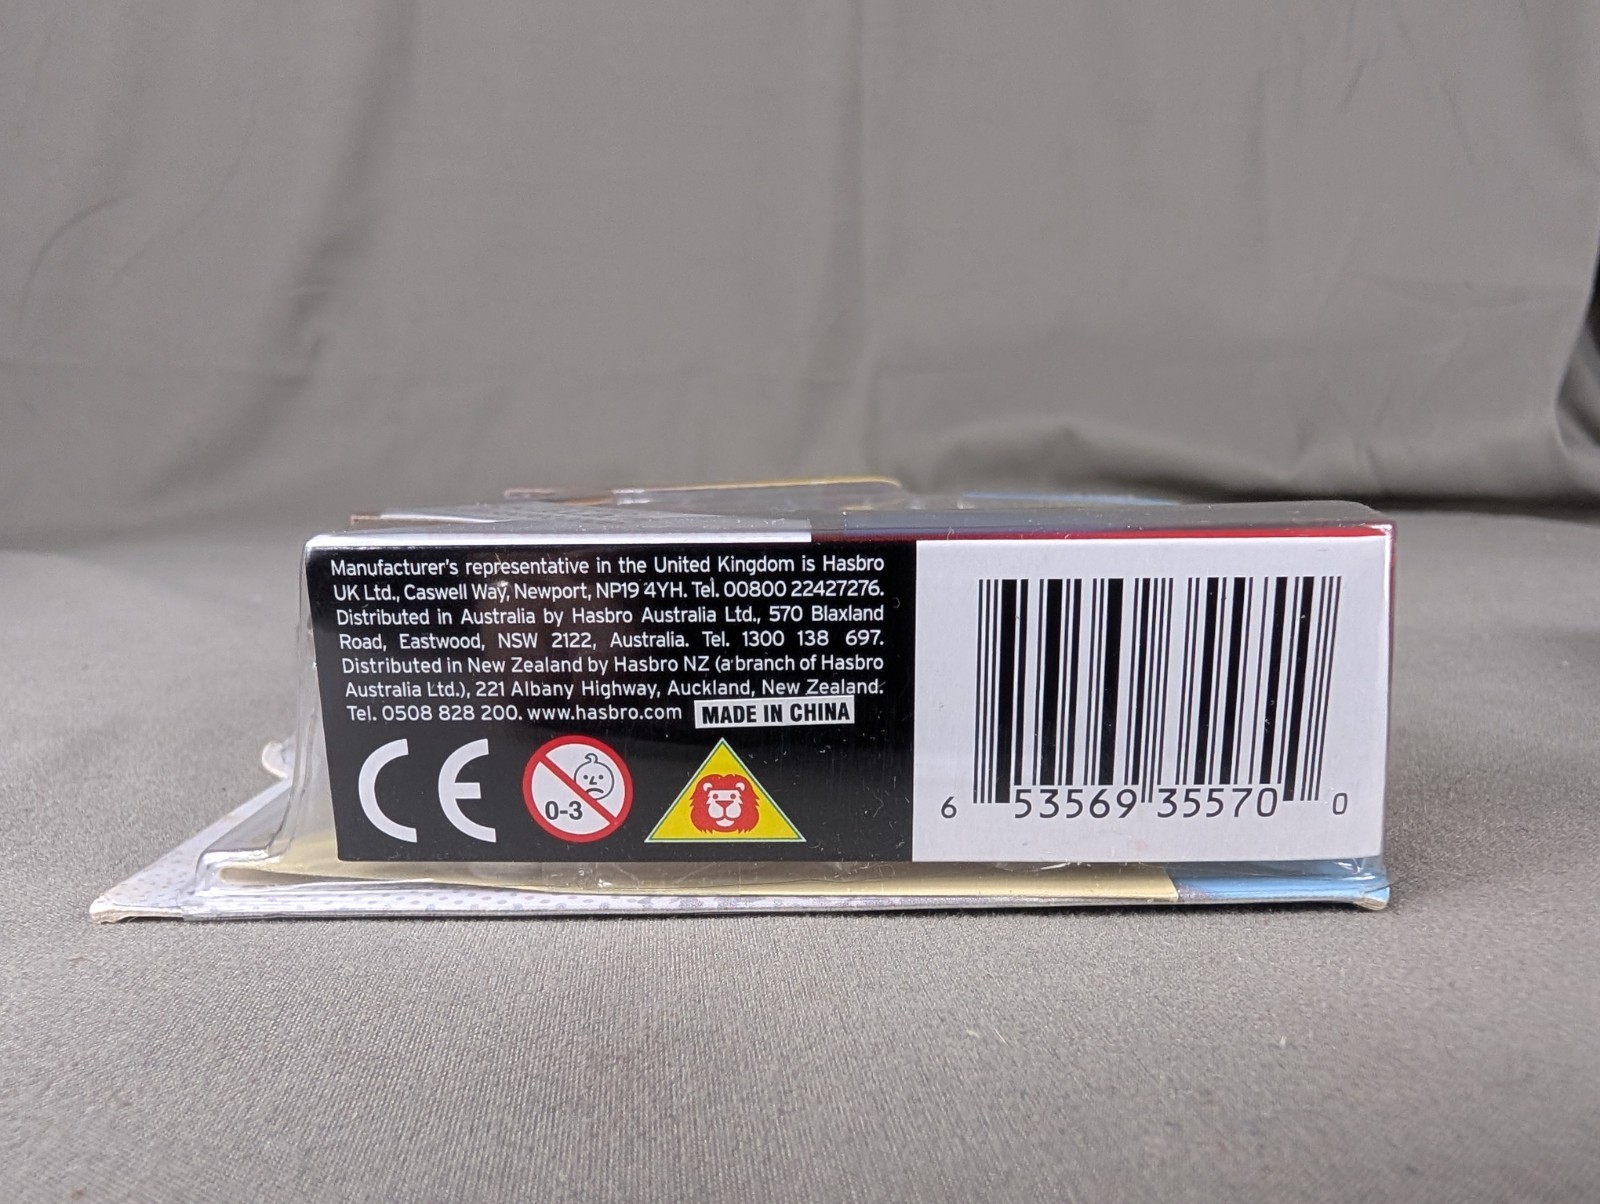 Manufacturer's representative in the United Kingdom is Hasbro
UK Ltd., Caswell Way, Newport, NP19 4YH. Tel. 00800 22427276.
Distributed in Australia by Hasbro Australia Ltd., 570 Blaxland
Road, Eastwood, NSW 2122, Australia. Tel. 1300 138 697.
Distributed in New Zealand by Hasbro NZ (a branch of Hasbro
Australia Ltd.), 221 Albany Highway, Auckland, New Zealand.
Tel. 0508 828 200. www.hasbro.com MADE IN CHINA
CE
0-3
6 53569 35570 0